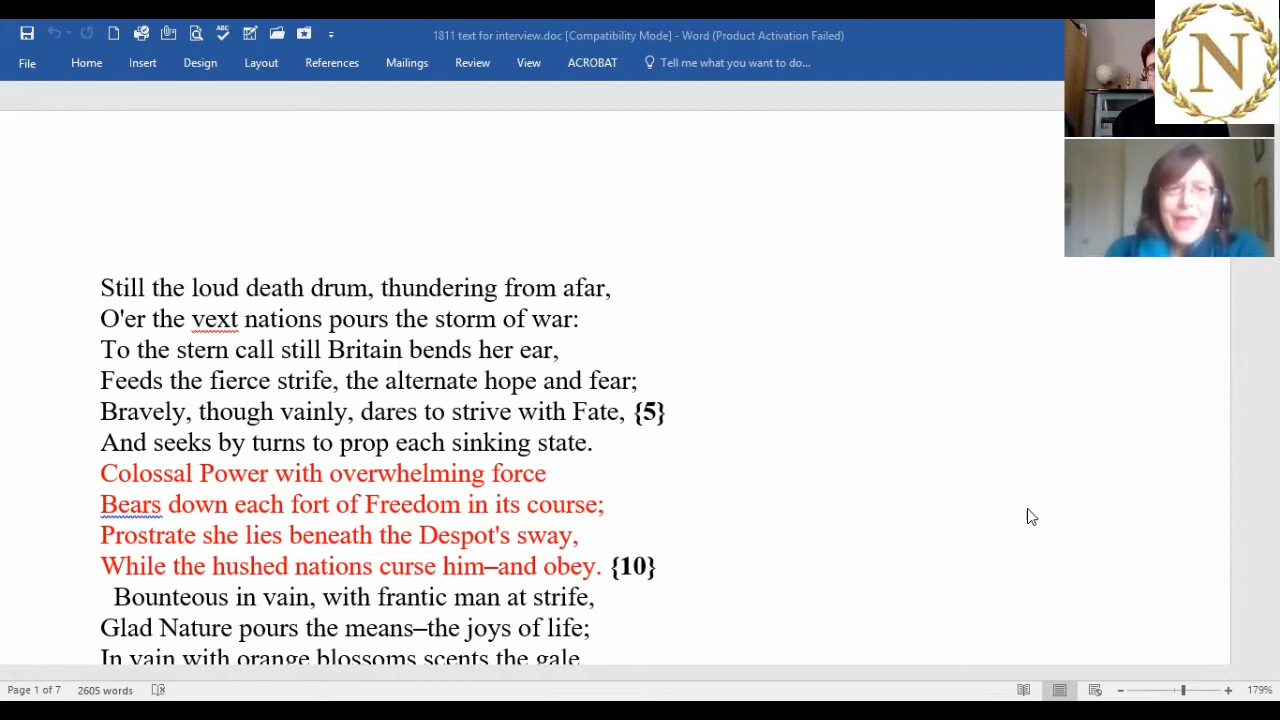 1811 text for interview.doc [Compatibility Mode] - Word (Product Activation Failed)
File Home Insert Design Layout References Mailings Review View ACROBAT Tell me what you want to do...
N
Still the loud death drum, thundering from afar,
O'er the vext nations pours the storm of war:
To the stern call still Britain bends her ear,
Feeds the fierce strife, the alternate hope and fear;
Bravely, though vainly, dares to strive with Fate, {5}
And seeks by turns to prop each sinking state.
Colossal Power with overwhelming force
Bears down each fort of Freedom in its course;
Prostrate she lies beneath the Despot's sway,
While the hushed nations curse him–and obey. {10}
Bounteous in vain, with frantic man at strife,
Glad Nature pours the means–the joys of life;
In vain with orange blossoms scents the gale
Page 1 of 7 2605 words 179%